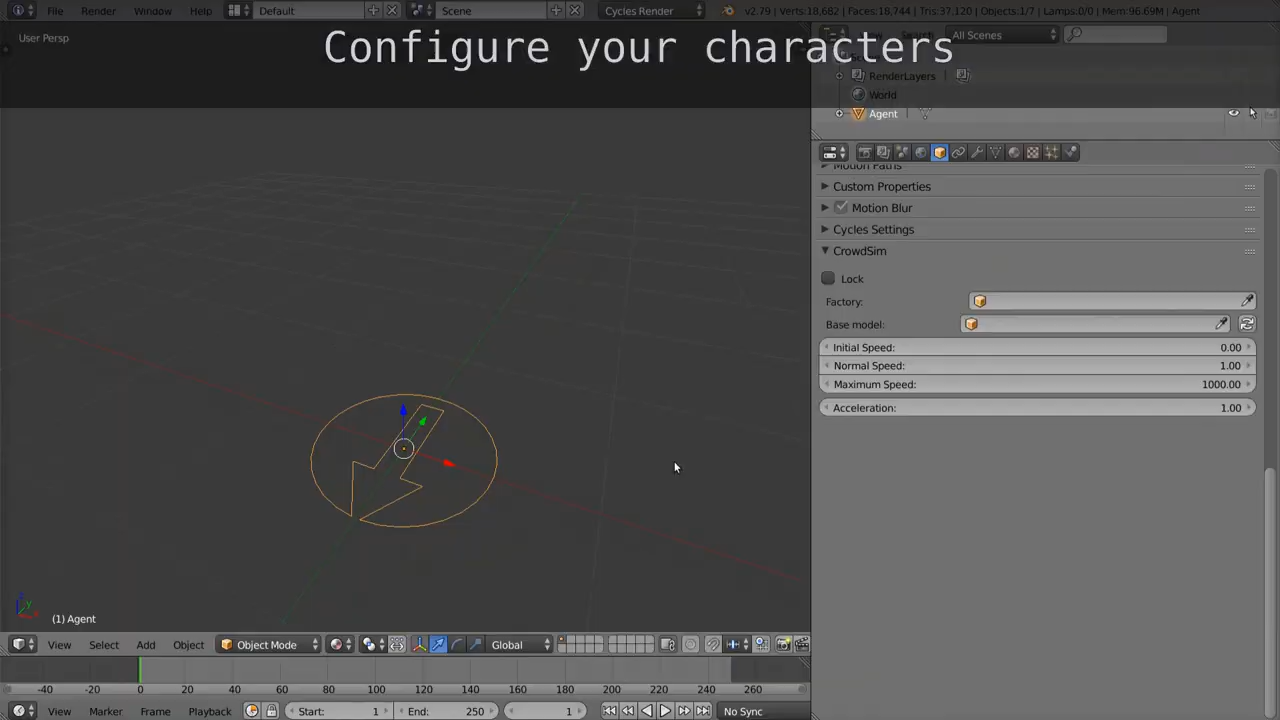 File Render Window Help Default Scene Cycles Render v2.79 | Verts:18,682 | Faces:18,744 | Tris:37,120 | Objects:1/7 | Lamps:0/0 | Mem:96.69M | Agent
User Persp
Configure your characters
View Search All Scenes
RenderLayers
World
Agent
Motion Paths
Custom Properties
Motion Blur
Cycles Settings
CrowdSim
Lock
Factory:
Base model:
Initial Speed: 0.00
Normal Speed: 1.00
Maximum Speed: 1000.00
Acceleration: 1.00
(1) Agent
View Select Add Object Object Mode Global
-40 -20 0 20 40 60 80 100 120 140 160 180 200 220 240 260
View Marker Frame Playback Start: 1 End: 250 1 No Sync